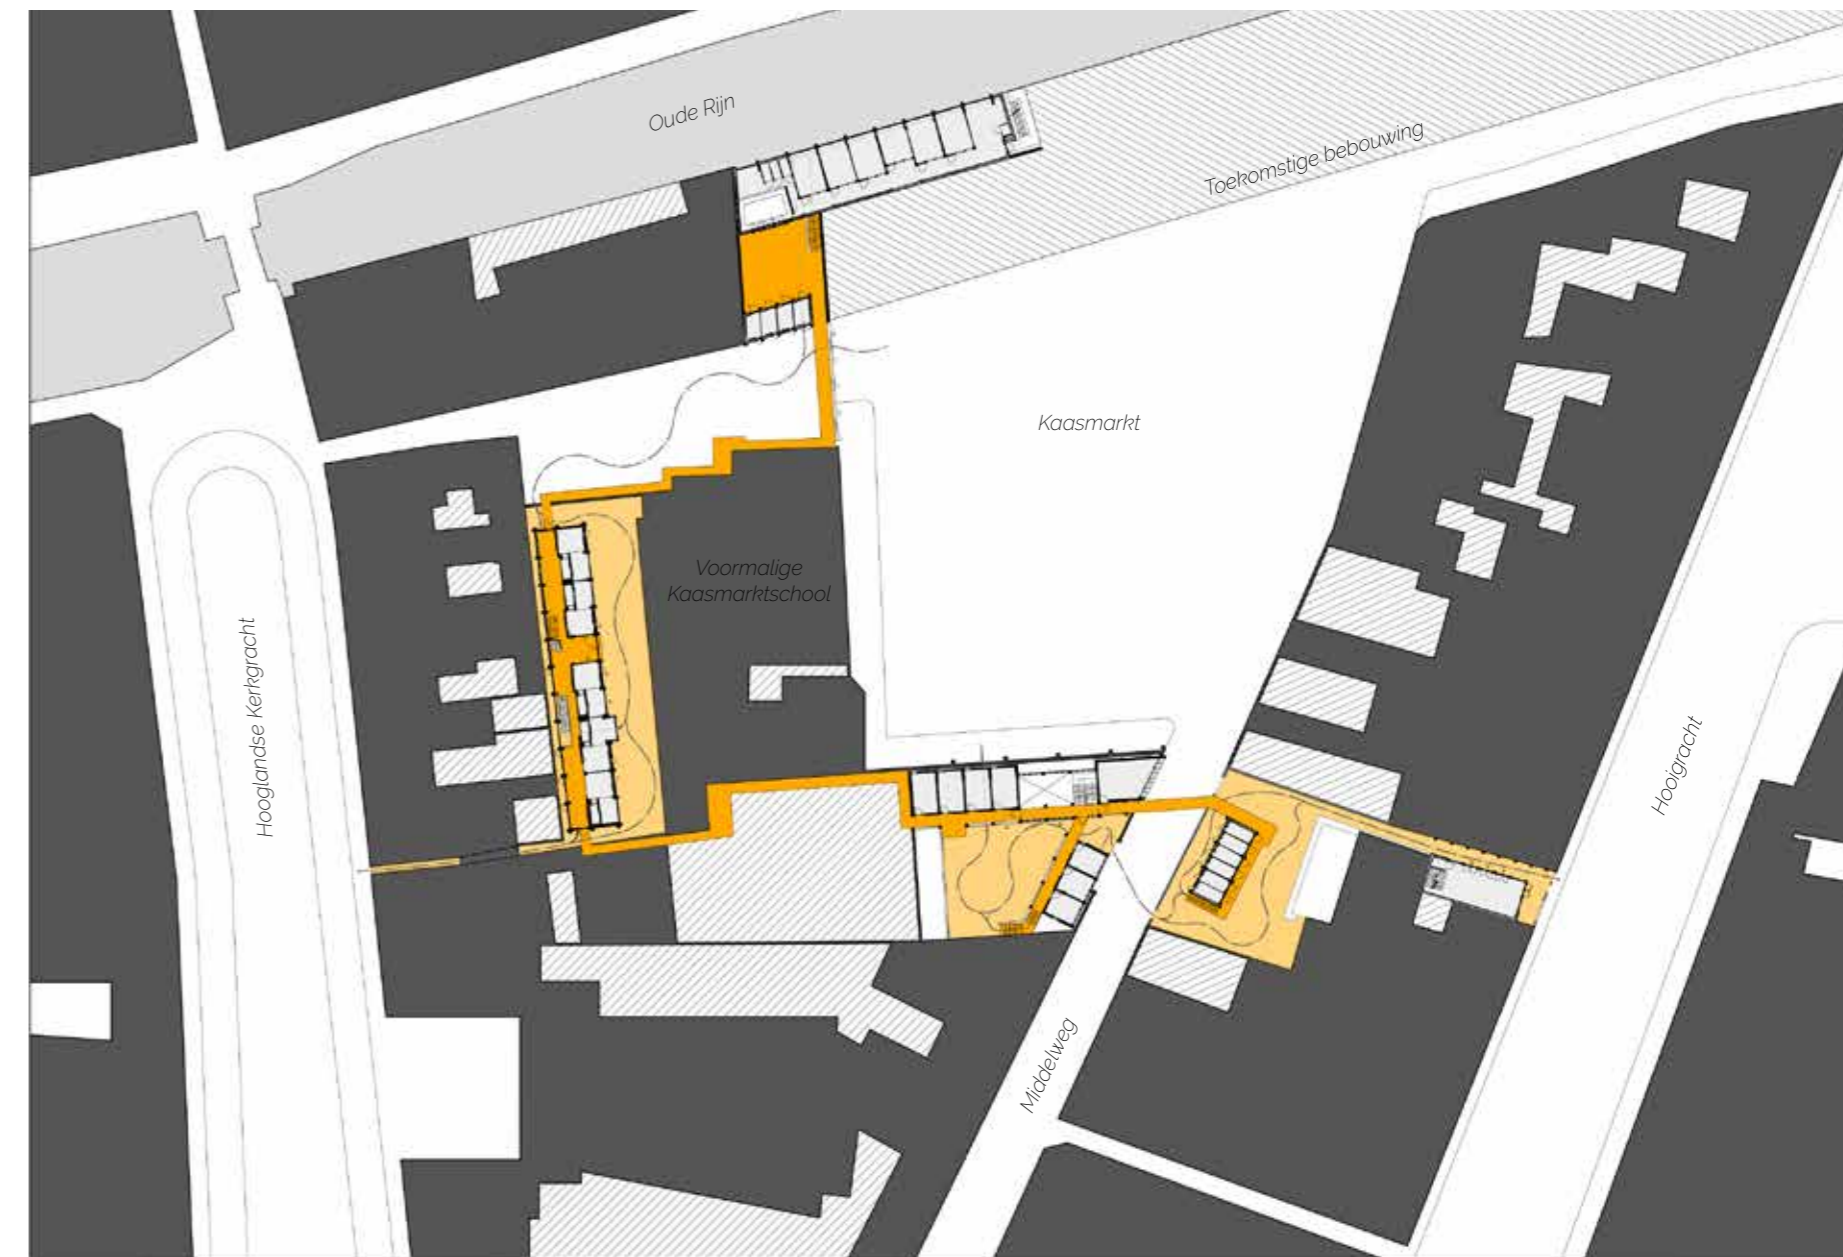 Oude Rijn
Toekomstige bebouwing
Kaasmarkt
Voormalige
Kaasmarktschool
Hooglandse Kerkgracht
Hooigracht
Middelweg